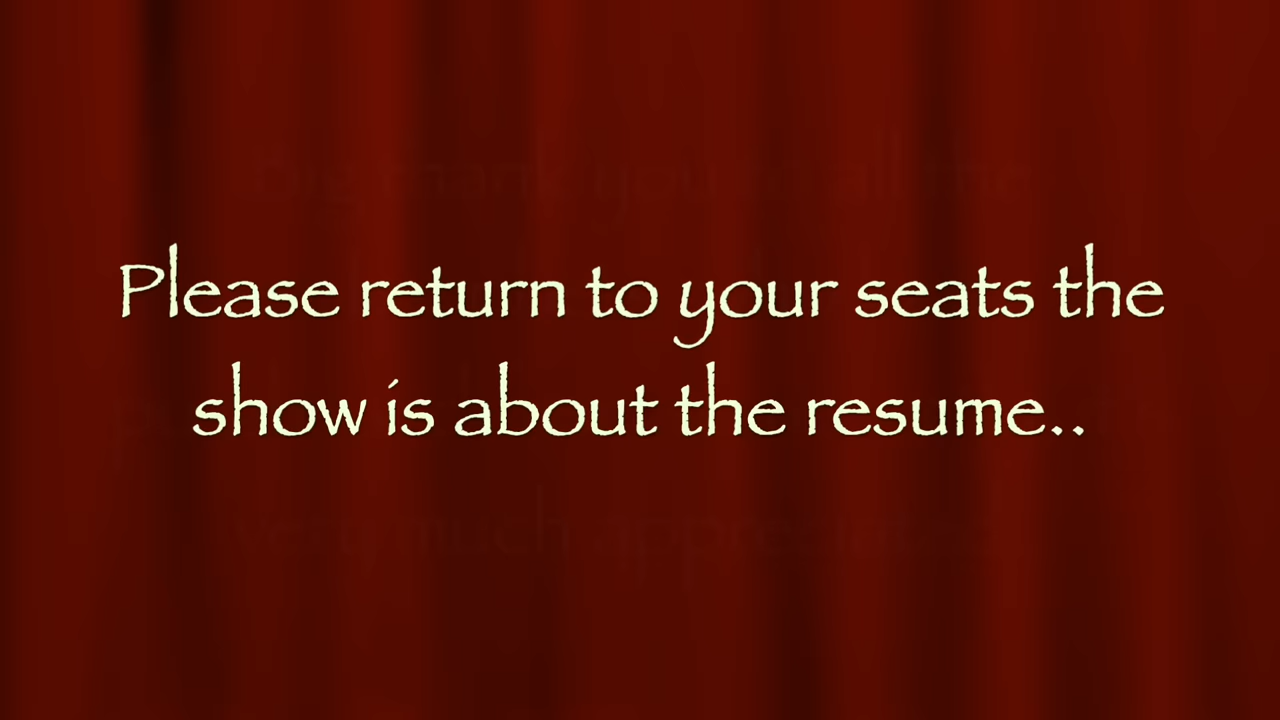 Please return to your seats the
show is about the resume..